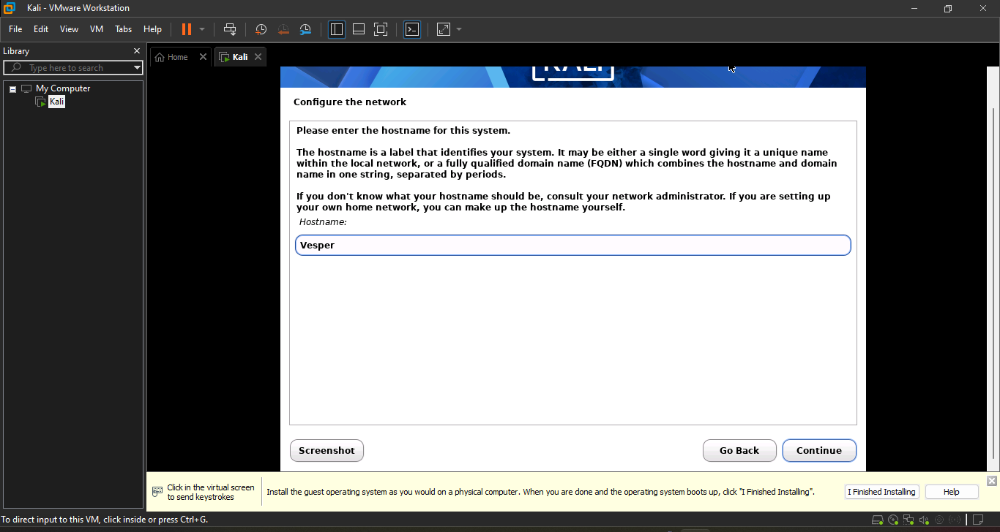 Kali - VMware Workstation
File Edit View VM Tabs Help
Library
Type here to search
My Computer
Kali
Home
Kali
KALI
Configure the network
Please enter the hostname for this system.
The hostname is a label that identifies your system. It may be either a single word giving it a unique name
within the local network, or a fully qualified domain name (FQDN) which combines the hostname and domain
name in one string, separated by periods.
If you don't know what your hostname should be, consult your network administrator. If you are setting up
your own home network, you can make up the hostname yourself.
Hostname:
Vesper
Screenshot
Go Back
Continue
Click in the virtual screen
to send keystrokes
Install the guest operating system as you would on a physical computer. When you are done and the operating system boots up, click "I Finished Installing".
I Finished Installing
Help
To direct input to this VM, click inside or press Ctrl+G.